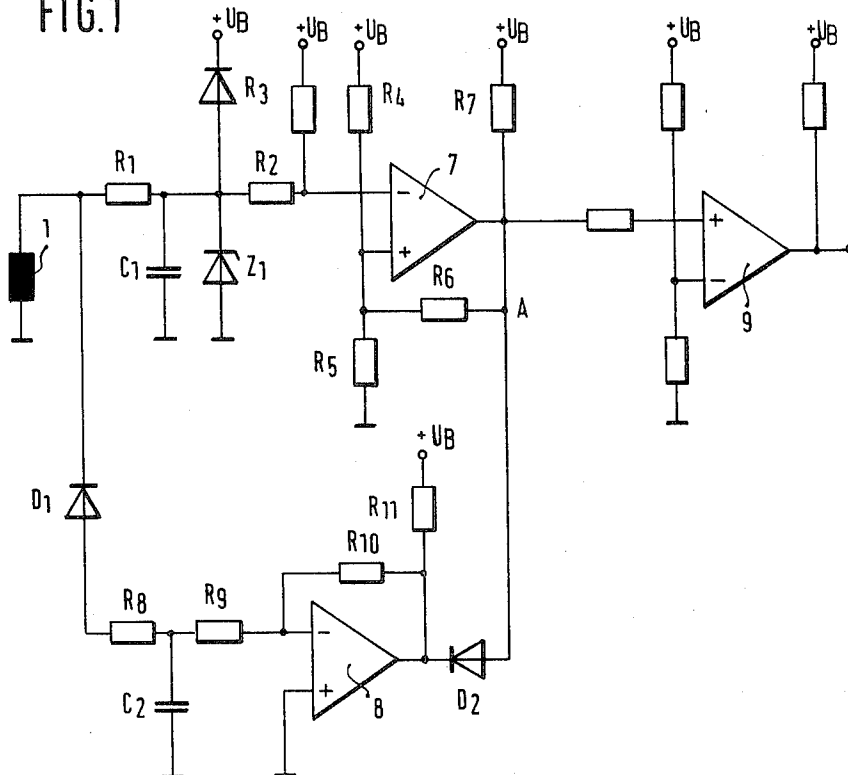 FIG.1
+UB
+UB
+UB
+UB
+UB
+UB
R3
R4
R7
R1
R2
7
-
+
+
-
9
1
C1
Z1
R6
A
R5
+UB
D1
R11
R10
R8
R9
-
+
8
C2
D2